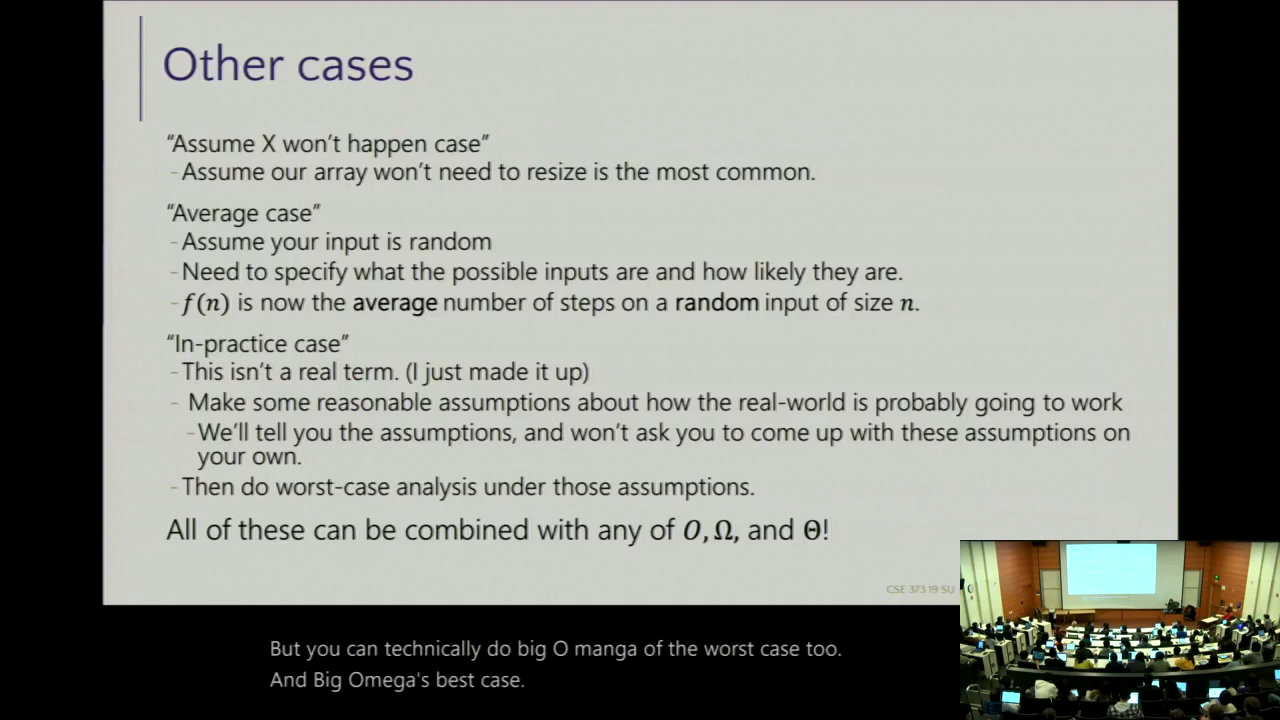 Other cases
“Assume X won’t happen case”
- Assume our array won’t need to resize is the most common.
“Average case”
- Assume your input is random
- Need to specify what the possible inputs are and how likely they are.
- f(n) is now the average number of steps on a random input of size n.
“In-practice case”
- This isn’t a real term. (I just made it up)
- Make some reasonable assumptions about how the real-world is probably going to work
- We’ll tell you the assumptions, and won’t ask you to come up with these assumptions on
your own.
- Then do worst-case analysis under those assumptions.
All of these can be combined with any of O, Ω, and Θ!
CSE 373 19 SU
But you can technically do big O manga of the worst case too.
And Big Omega's best case.